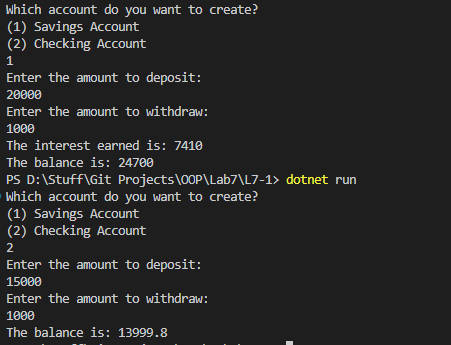 Which account do you want to create?
(1) Savings Account
(2) Checking Account
1
Enter the amount to deposit:
20000
Enter the amount to withdraw:
1000
The interest earned is: 7410
The balance is: 24700
PS D:\Stuff\Git Projects\OOP\Lab7\L7-1> dotnet run
Which account do you want to create?
(1) Savings Account
(2) Checking Account
2
Enter the amount to deposit:
15000
Enter the amount to withdraw:
1000
The balance is: 13999.8